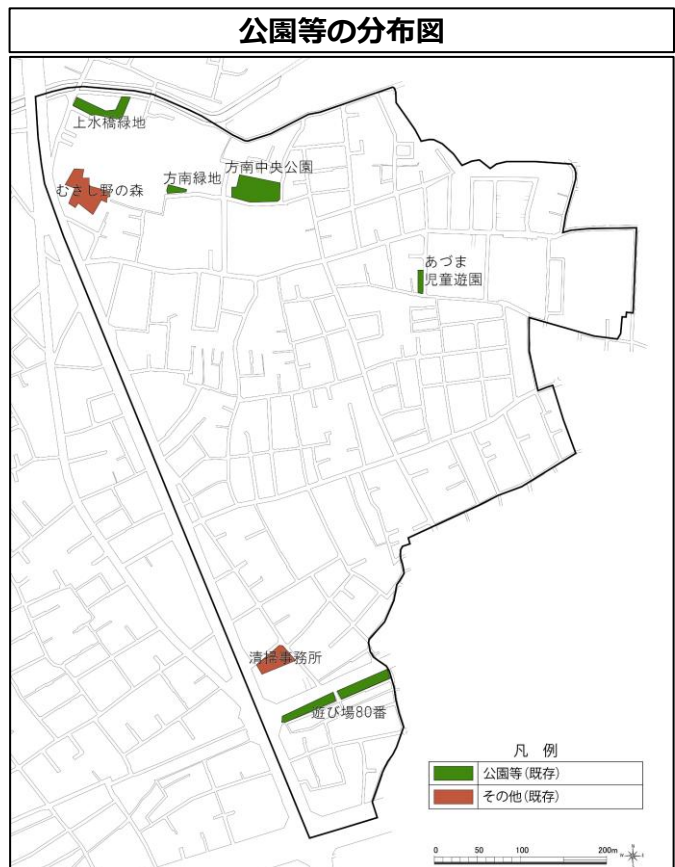 公園等の分布図
上水橋緑地
むさし野の森
方南緑地
方南中央公園
あづま
児童遊園
清掃事務所
遊び場80番
凡 例
公園等(既存)
その他(既存)
0 50 100 200m